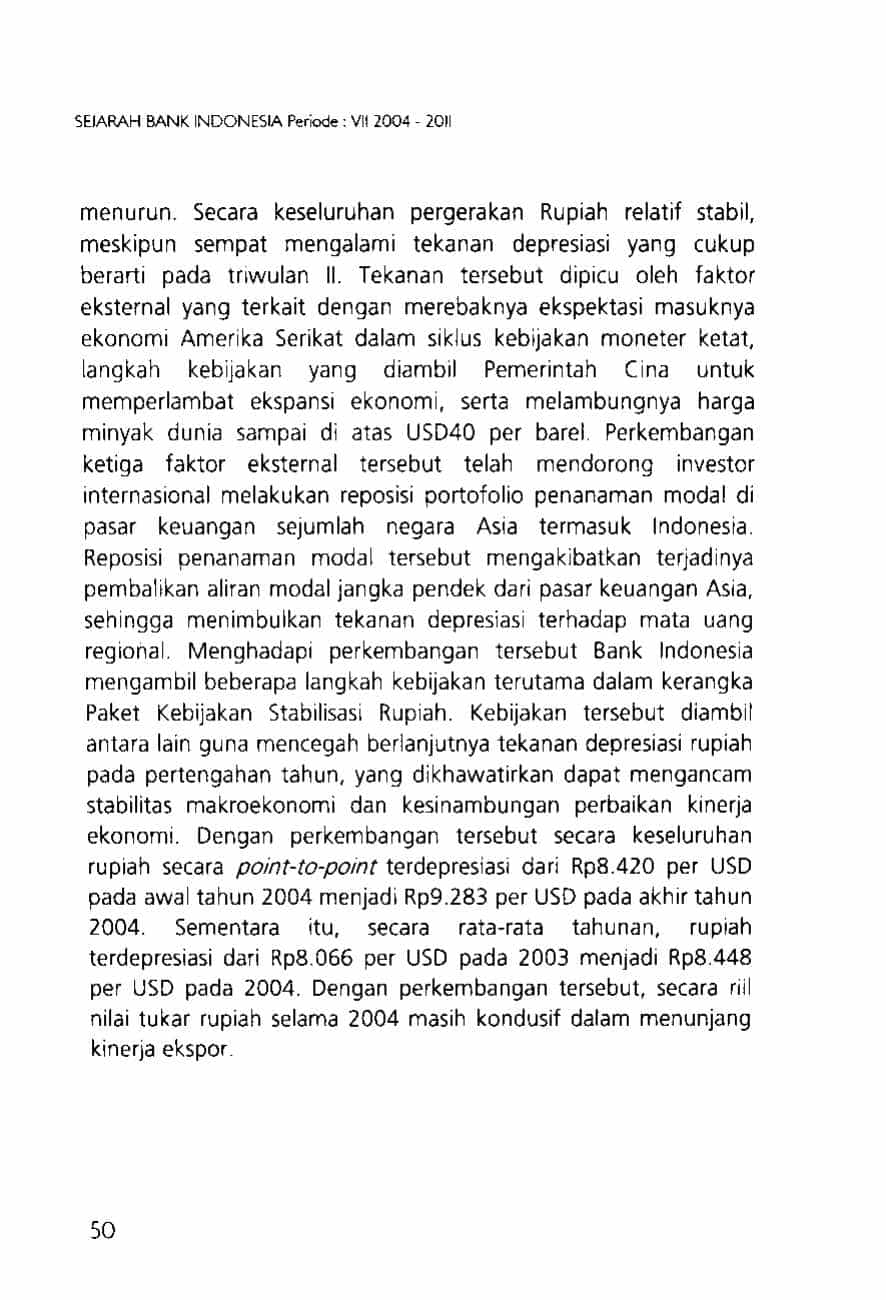 SEJARAH BANK INDONESIA Periode : VII 2004 - 2011
menurun. Secara keseluruhan pergerakan Rupiah relatif stabil,
meskipun sempat mengalami tekanan depresiasi yang cukup
berarti pada triwulan II. Tekanan tersebut dipicu oleh faktor
eksternal yang terkait dengan merebaknya ekspektasi masuknya
ekonomi Amerika Serikat dalam siklus kebijakan moneter ketat,
langkah kebijakan yang diambil Pemerintah Cina untuk
memperlambat ekspansi ekonomi, serta melambungnya harga
minyak dunia sampai di atas USD40 per barel. Perkembangan
ketiga faktor eksternal tersebut telah mendorong investor
internasional melakukan reposisi portofolio penanaman modal di
pasar keuangan sejumlah negara Asia termasuk Indonesia.
Reposisi penanaman modal tersebut mengakibatkan terjadinya
pembalikan aliran modal jangka pendek dari pasar keuangan Asia,
sehingga menimbulkan tekanan depresiasi terhadap mata uang
regional. Menghadapi perkembangan tersebut Bank Indonesia
mengambil beberapa langkah kebijakan terutama dalam kerangka
Paket Kebijakan Stabilisasi Rupiah. Kebijakan tersebut diambil
antara lain guna mencegah berlanjutnya tekanan depresiasi rupiah
pada pertengahan tahun, yang dikhawatirkan dapat mengancam
stabilitas makroekonomi dan kesinambungan perbaikan kinerja
ekonomi. Dengan perkembangan tersebut secara keseluruhan
rupiah secara point-to-point terdepresiasi dari Rp8.420 per USD
pada awal tahun 2004 menjadi Rp9.283 per USD pada akhir tahun
2004. Sementara itu, secara rata-rata tahunan, rupiah
terdepresiasi dari Rp8.066 per USD pada 2003 menjadi Rp8.448
per USD pada 2004. Dengan perkembangan tersebut, secara riil
nilai tukar rupiah selama 2004 masih kondusif dalam menunjang
kinerja ekspor.
50